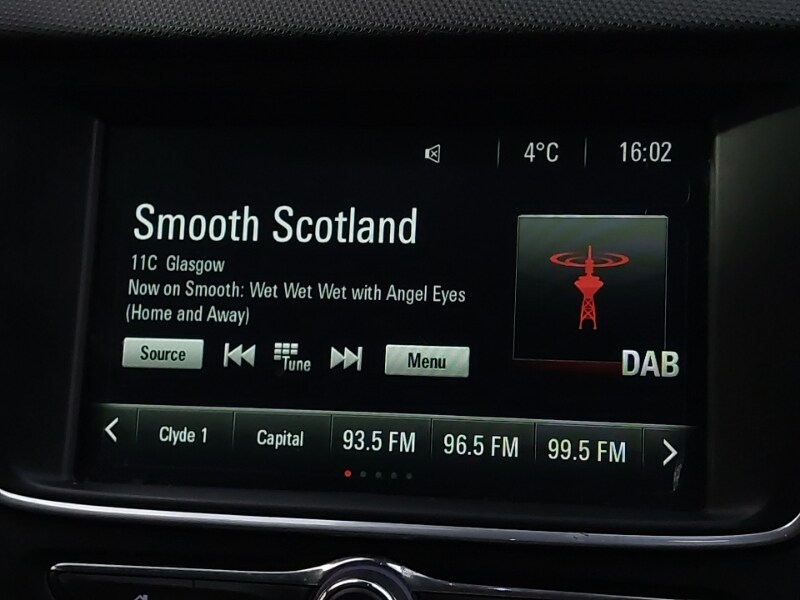 4°C 16:02
Smooth Scotland
11C Glasgow
Now on Smooth: Wet Wet Wet with Angel Eyes
(Home and Away)
Source Tune Menu
DAB
Clyde 1 Capital 93.5 FM 96.5 FM 99.5 FM